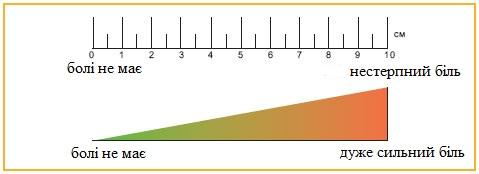 0 1 2 3 4 5 6 7 8 9 10 см
болі не має нестерпний біль
болі не має дуже сильний біль